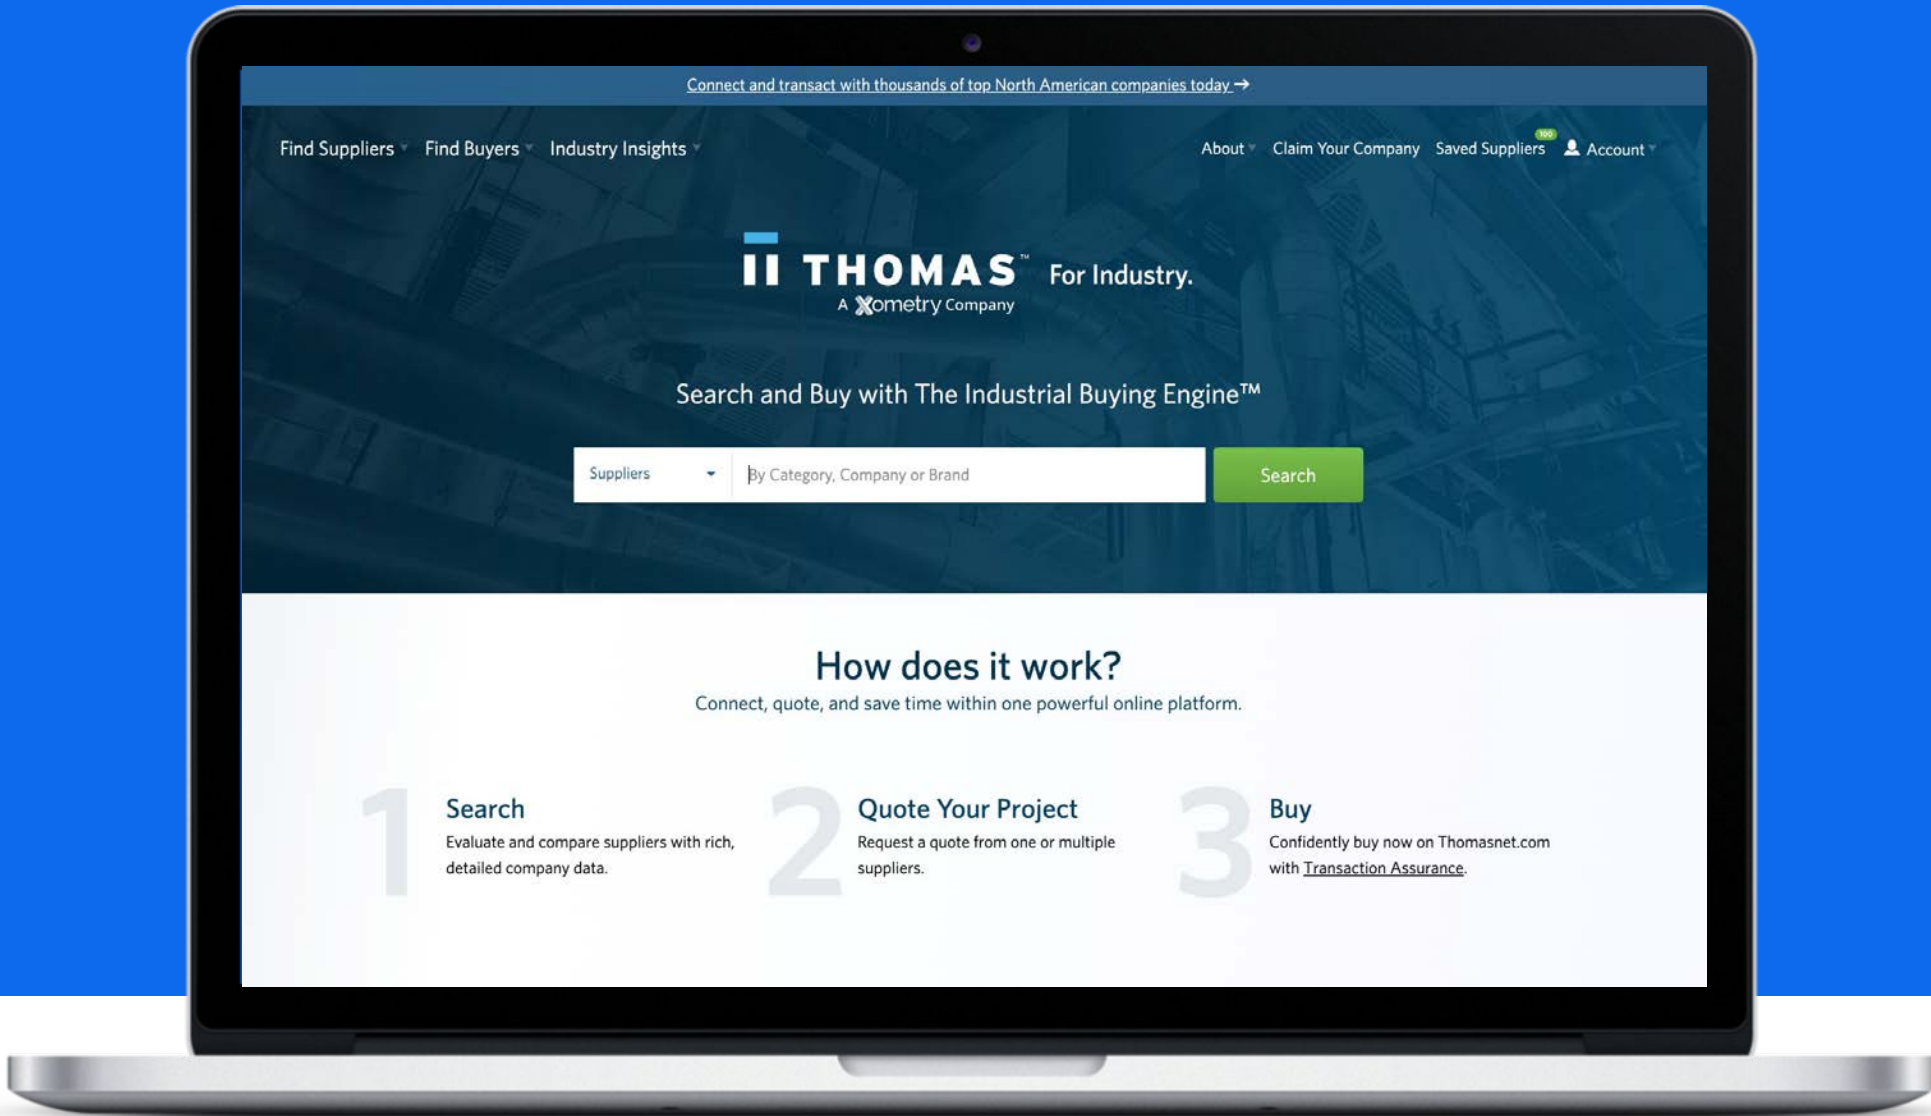 Connect and transact with thousands of top North American companies today →
Find Suppliers Find Buyers Industry Insights
About Claim Your Company Saved Suppliers 100 Account
THOMAS™ For Industry.
A Xometry Company
Search and Buy with The Industrial Buying Engine™
Suppliers By Category, Company or Brand Search
How does it work?
Connect, quote, and save time within one powerful online platform.
1 Search
Evaluate and compare suppliers with rich,
detailed company data.
2 Quote Your Project
Request a quote from one or multiple
suppliers.
3 Buy
Confidently buy now on Thomasnet.com
with Transaction Assurance.